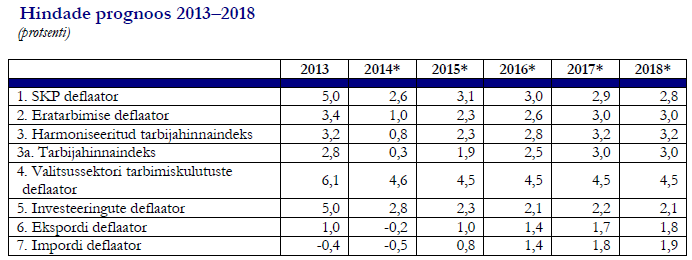 Hindade prognoos 2013–2018
(protsenti)
2013 2014* 2015* 2016* 2017* 2018*
1. SKP deflaator 5,0 2,6 3,1 3,0 2,9 2,8
2. Eratarbimise deflaator 3,4 1,0 2,3 2,6 3,0 3,0
3. Harmoniseeritud tarbijahinnaindeks 3,2 0,8 2,3 2,8 3,2 3,2
3a. Tarbijahinnaindeks 2,8 0,3 1,9 2,5 3,0 3,0
4. Valitsussektori tarbimiskulutuste
deflaator 6,1 4,6 4,5 4,5 4,5 4,5
5. Investeeringute deflaator 5,0 2,8 2,3 2,1 2,2 2,1
6. Ekspordi deflaator 1,0 -0,2 1,0 1,4 1,7 1,8
7. Impordi deflaator -0,4 -0,5 0,8 1,4 1,8 1,9